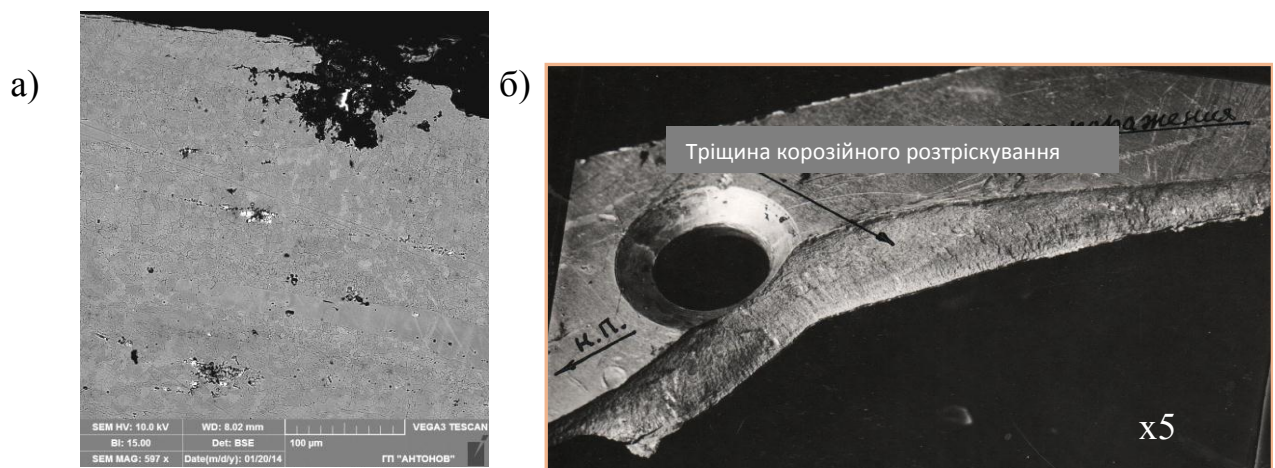 а)
SEM HV: 10.0 kV WD: 8.02 mm VEGA3 TESCAN
BI: 15.00 Det: BSE 100 µm
SEM MAG: 597 x Date(m/d/y): 01/20/14 ГП "АНТОНОВ"
б)
поражения
Тріщина корозійного розтріскування
Н.П.
x5